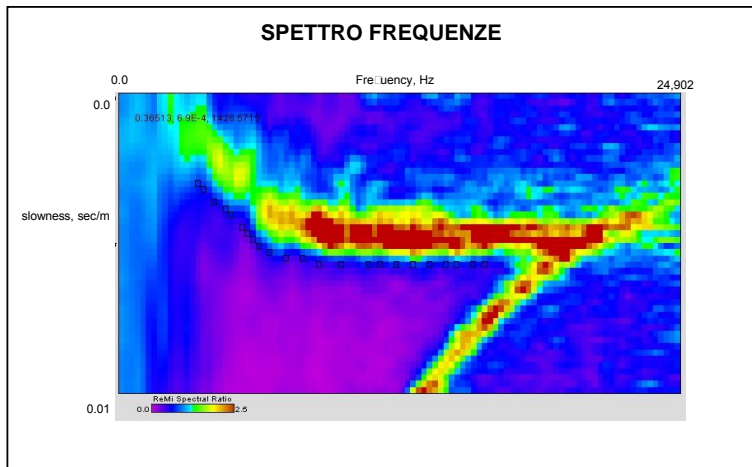 SPETTRO FREQUENZE
0.0 Fre□uency, Hz 24,902
0.0
0.36513, 6.9E-4, 1428.5715
slowness, sec/m
0.01
ReMi Spectral Ratio
0.0 2.5